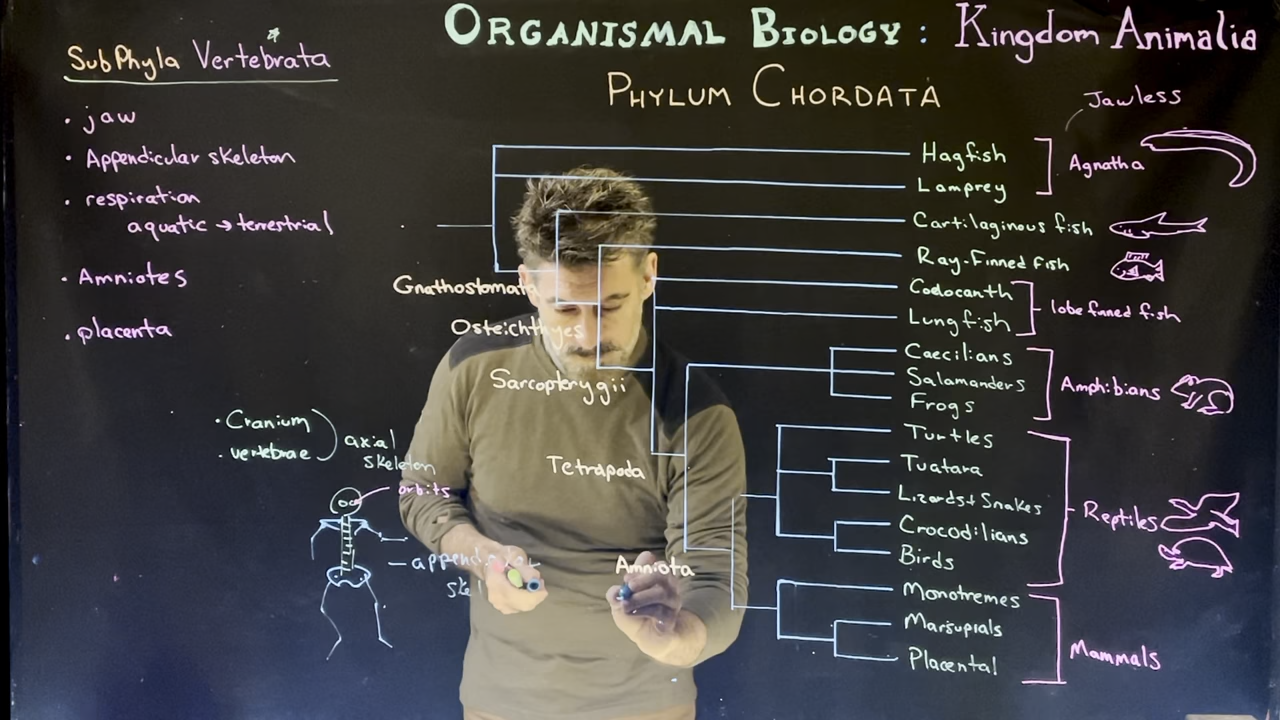 ORGANISMAL BIOLOGY: Kingdom Animalia
PHYLUM CHORDATA
SubPhyla Vertebrata
• jaw
• Appendicular skeleton
• respiration
aquatic → terrestrial
• Amniotes
• placenta
• Cranium
• vertebrae
axial
skeleton
orbits
Gnathostomata
Osteichthyes
Sarcopterygii
Tetrapoda
Amniota
Jawless
Hagfish
Lamprey
Agnatha
Cartilaginous fish
Ray-Finned fish
Coelocanth
Lungfish
lobe finned fish
Caecilians
Salamanders
Frogs
Amphibians
Turtles
Tuatara
Lizards + Snakes
Crocodilians
Birds
Reptiles
Monotremes
Marsupials
Placental
Mammals